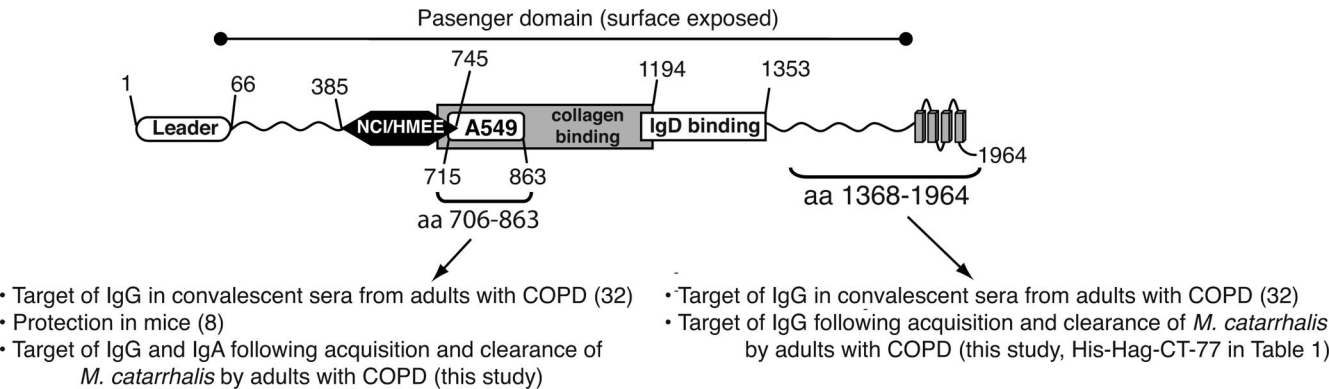 Pasenger domain (surface exposed)
745
1194
1353
1
66
385
Leader
NCI/HMEE
A549
collagen
binding
IgD binding
1964
715
863
aa 706-863
aa 1368-1964
• Target of IgG in convalescent sera from adults with COPD (32)
• Protection in mice (8)
• Target of IgG and IgA following acquisition and clearance of
M. catarrhalis by adults with COPD (this study)
• Target of IgG in convalescent sera from adults with COPD (32)
• Target of IgG following acquisition and clearance of M. catarrhalis
by adults with COPD (this study, His-Hag-CT-77 in Table 1)